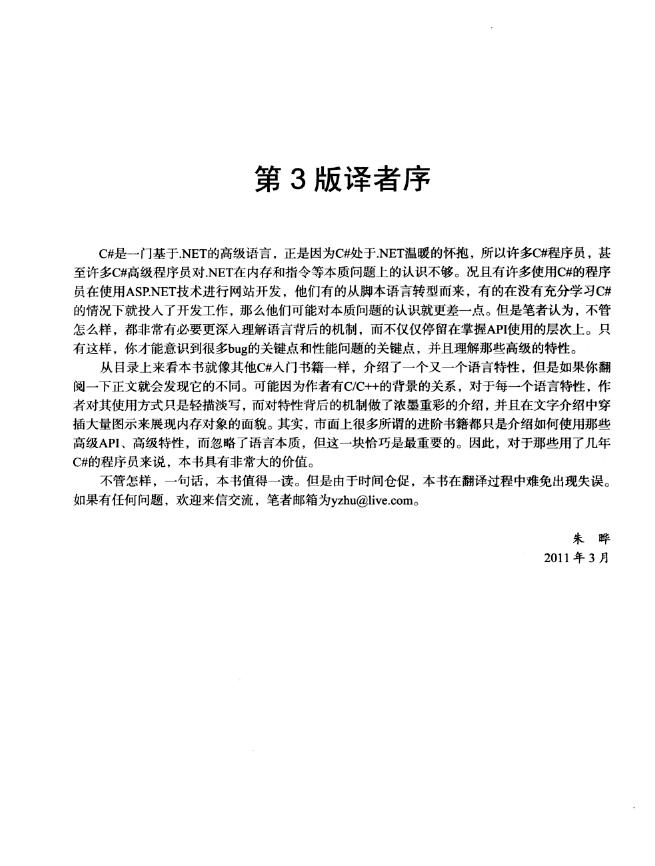 第 3 版译者序
C#是一门基于.NET的高级语言，正是因为C#处于.NET温暖的怀抱，所以许多C#程序员，甚
至许多C#高级程序员对.NET在内存和指令等本质问题上的认识不够。况且有许多使用C#的程序
员在使用ASP.NET技术进行网站开发，他们有的从脚本语言转型而来，有的在没有充分学习C#
的情况下就投入了开发工作，那么他们可能对本质问题的认识就更差一点。但是笔者认为，不管
怎么样，都非常有必要更深入理解语言背后的机制，而不仅仅停留在掌握API使用的层次上。只
有这样，你才能意识到很多bug的关键点和性能问题的关键点，并且理解那些高级的特性。
从目录上来看本书就像其他C#入门书籍一样，介绍了一个又一个语言特性，但是如果你翻
阅一下正文就会发现它的不同。可能因为作者有C/C++的背景的关系，对于每一个语言特性，作
者对其使用方式只是轻描淡写，而对特性背后的机制做了浓墨重彩的介绍，并且在文字介绍中穿
插大量图示来展现内存对象的面貌。其实，市面上很多所谓的进阶书籍都只是介绍如何使用那些
高级API、高级特性，而忽略了语言本质，但这一块恰巧是最重要的。因此，对于那些用了几年
C#的程序员来说，本书具有非常大的价值。
不管怎样，一句话，本书值得一读。但是由于时间仓促，本书在翻译过程中难免出现失误。
如果有任何问题，欢迎来信交流，笔者邮箱为yzhu@live.com。
朱 晔
2011 年 3 月